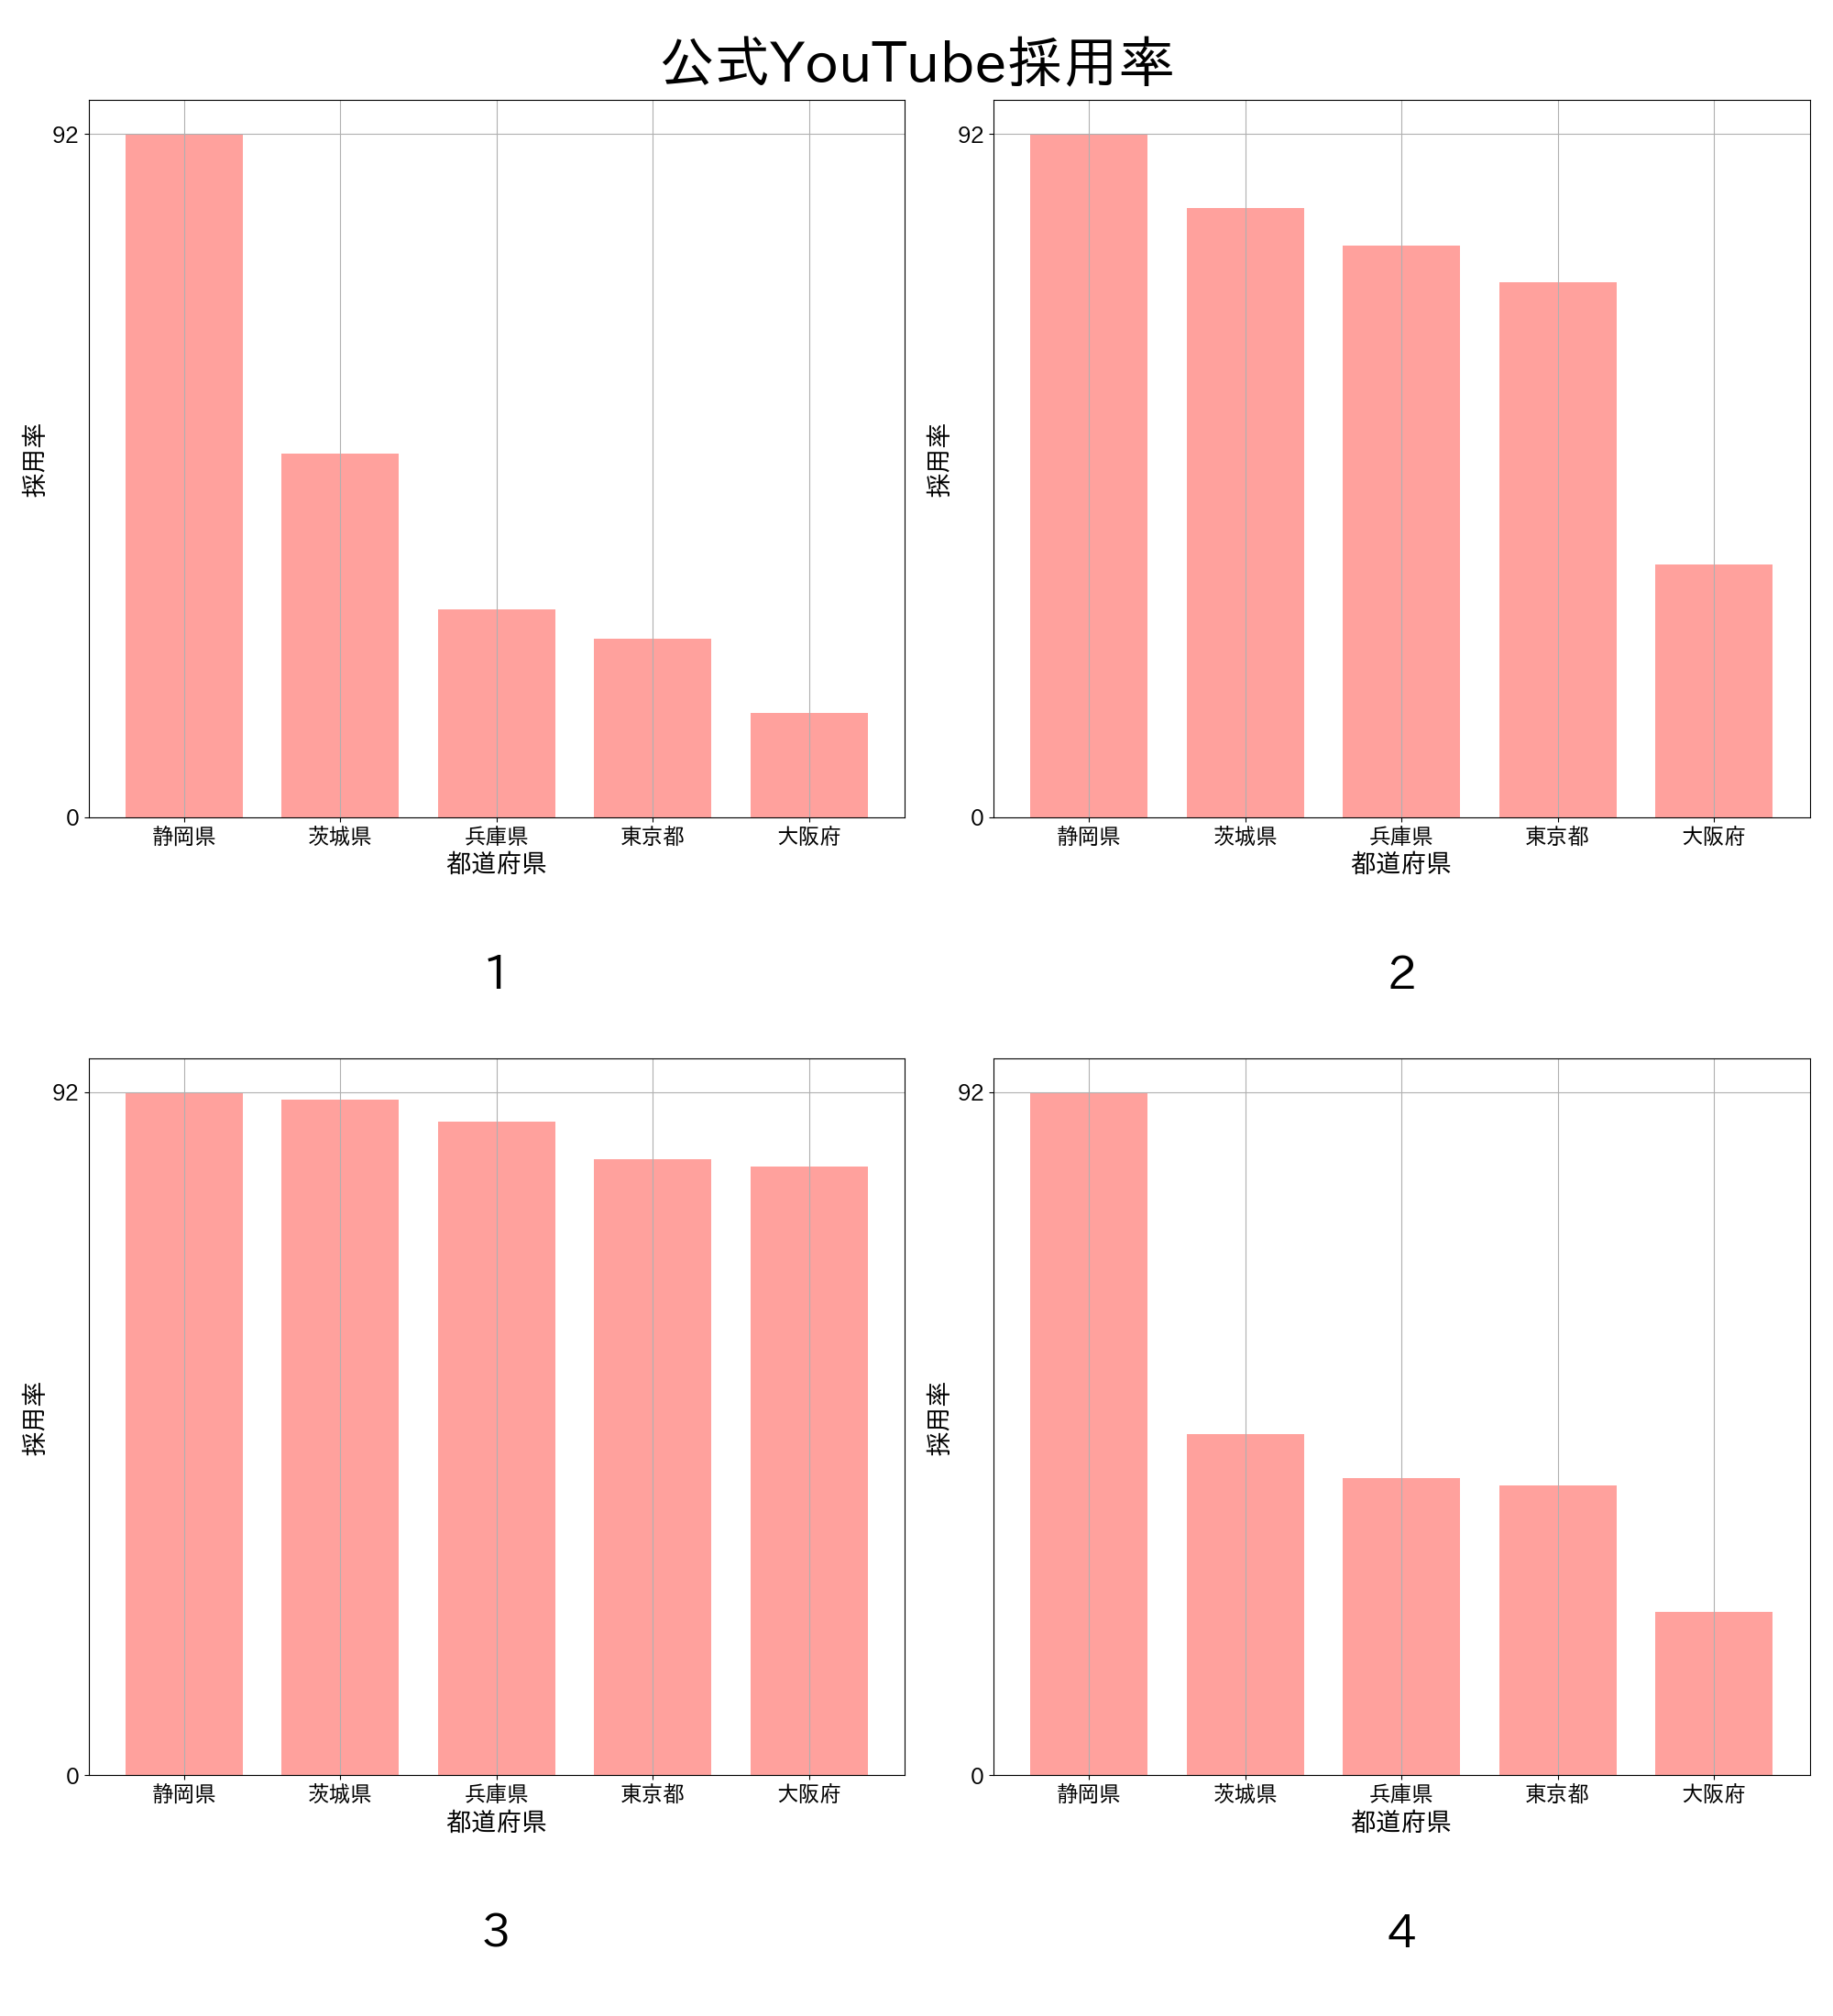 公式YouTube採用率
92
採用率
0
静岡県 茨城県 兵庫県 東京都 大阪府
都道府県
1
92
採用率
0
静岡県 茨城県 兵庫県 東京都 大阪府
都道府県
2
92
採用率
0
静岡県 茨城県 兵庫県 東京都 大阪府
都道府県
3
92
採用率
0
静岡県 茨城県 兵庫県 東京都 大阪府
都道府県
4